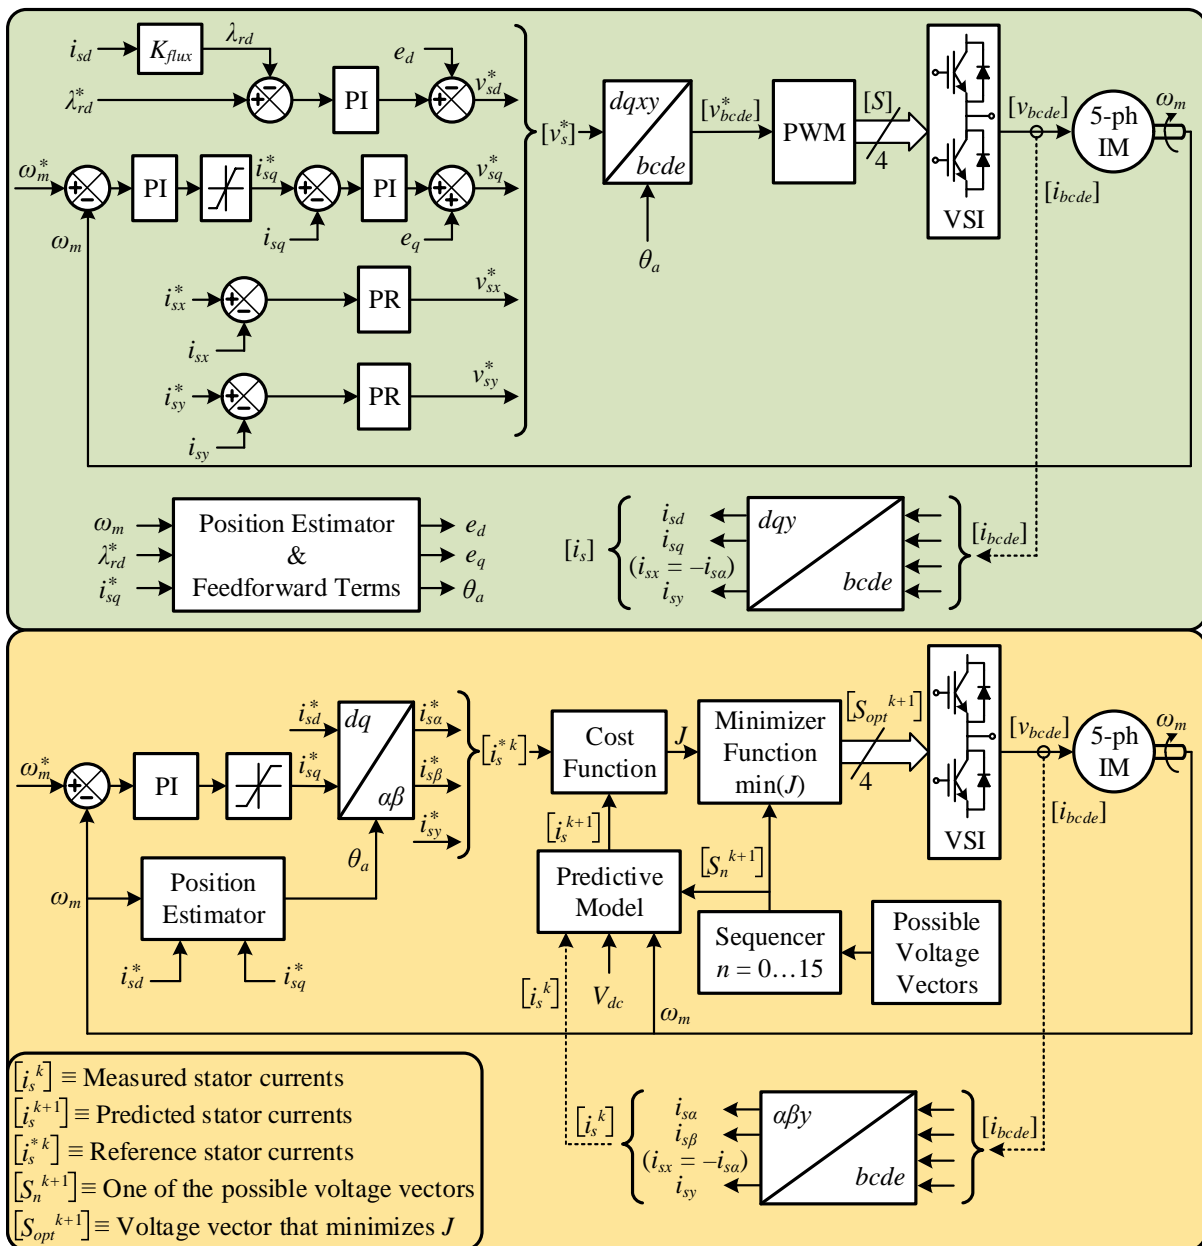 i_sd
K_flux
λ_rd
λ*_rd
+
−
PI
e_d
−
+
v*_sd
ω*_m
+
−
PI
i*_sq
+
−
i_sq
PI
+
+
e_q
v*_sq
ω_m
i*_sx
+
−
i_sx
PR
v*_sx
i*_sy
+
−
i_sy
PR
v*_sy
[v*_s]
dqxy
bcde
θ_a
[v*_bcde]
PWM
[S]
4
VSI
[v_bcde]
[i_bcde]
5-ph
IM
ω_m
ω_m
λ*_rd
i*_sq
Position Estimator
&
Feedforward Terms
e_d
e_q
θ_a
[i_s]
i_sd
i_sq
(i_sx = −i_sα)
i_sy
dqy
bcde
[i_bcde]
ω*_m
+
−
PI
i*_sd
i*_sq
dq
αβ
i*_sα
i*_sβ
i*_sy
[i_s^{*k}]
θ_a
ω_m
Position
Estimator
i*_sd
i*_sq
Cost
Function
J
Minimizer
Function
min(J)
[S_opt^{k+1}]
4
VSI
[v_bcde]
[i_bcde]
5-ph
IM
ω_m
[i_s^{k+1}]
Predictive
Model
[S_n^{k+1}]
Sequencer
n = 0…15
Possible
Voltage
Vectors
[i_s^k]
V_dc
ω_m
[i_s^k]
i_sα
i_sβ
(i_sx = −i_sα)
i_sy
αβy
bcde
[i_bcde]
[i_s^k] ≡ Measured stator currents
[i_s^{k+1}] ≡ Predicted stator currents
[i_s^{*k}] ≡ Reference stator currents
[S_n^{k+1}] ≡ One of the possible voltage vectors
[S_opt^{k+1}] ≡ Voltage vector that minimizes J